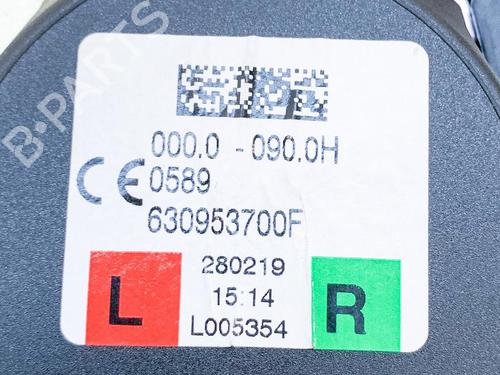 B-PARTS
000.0 - 090.0H
CE 0589
630953700F
280219
15:14
L005354
L
R